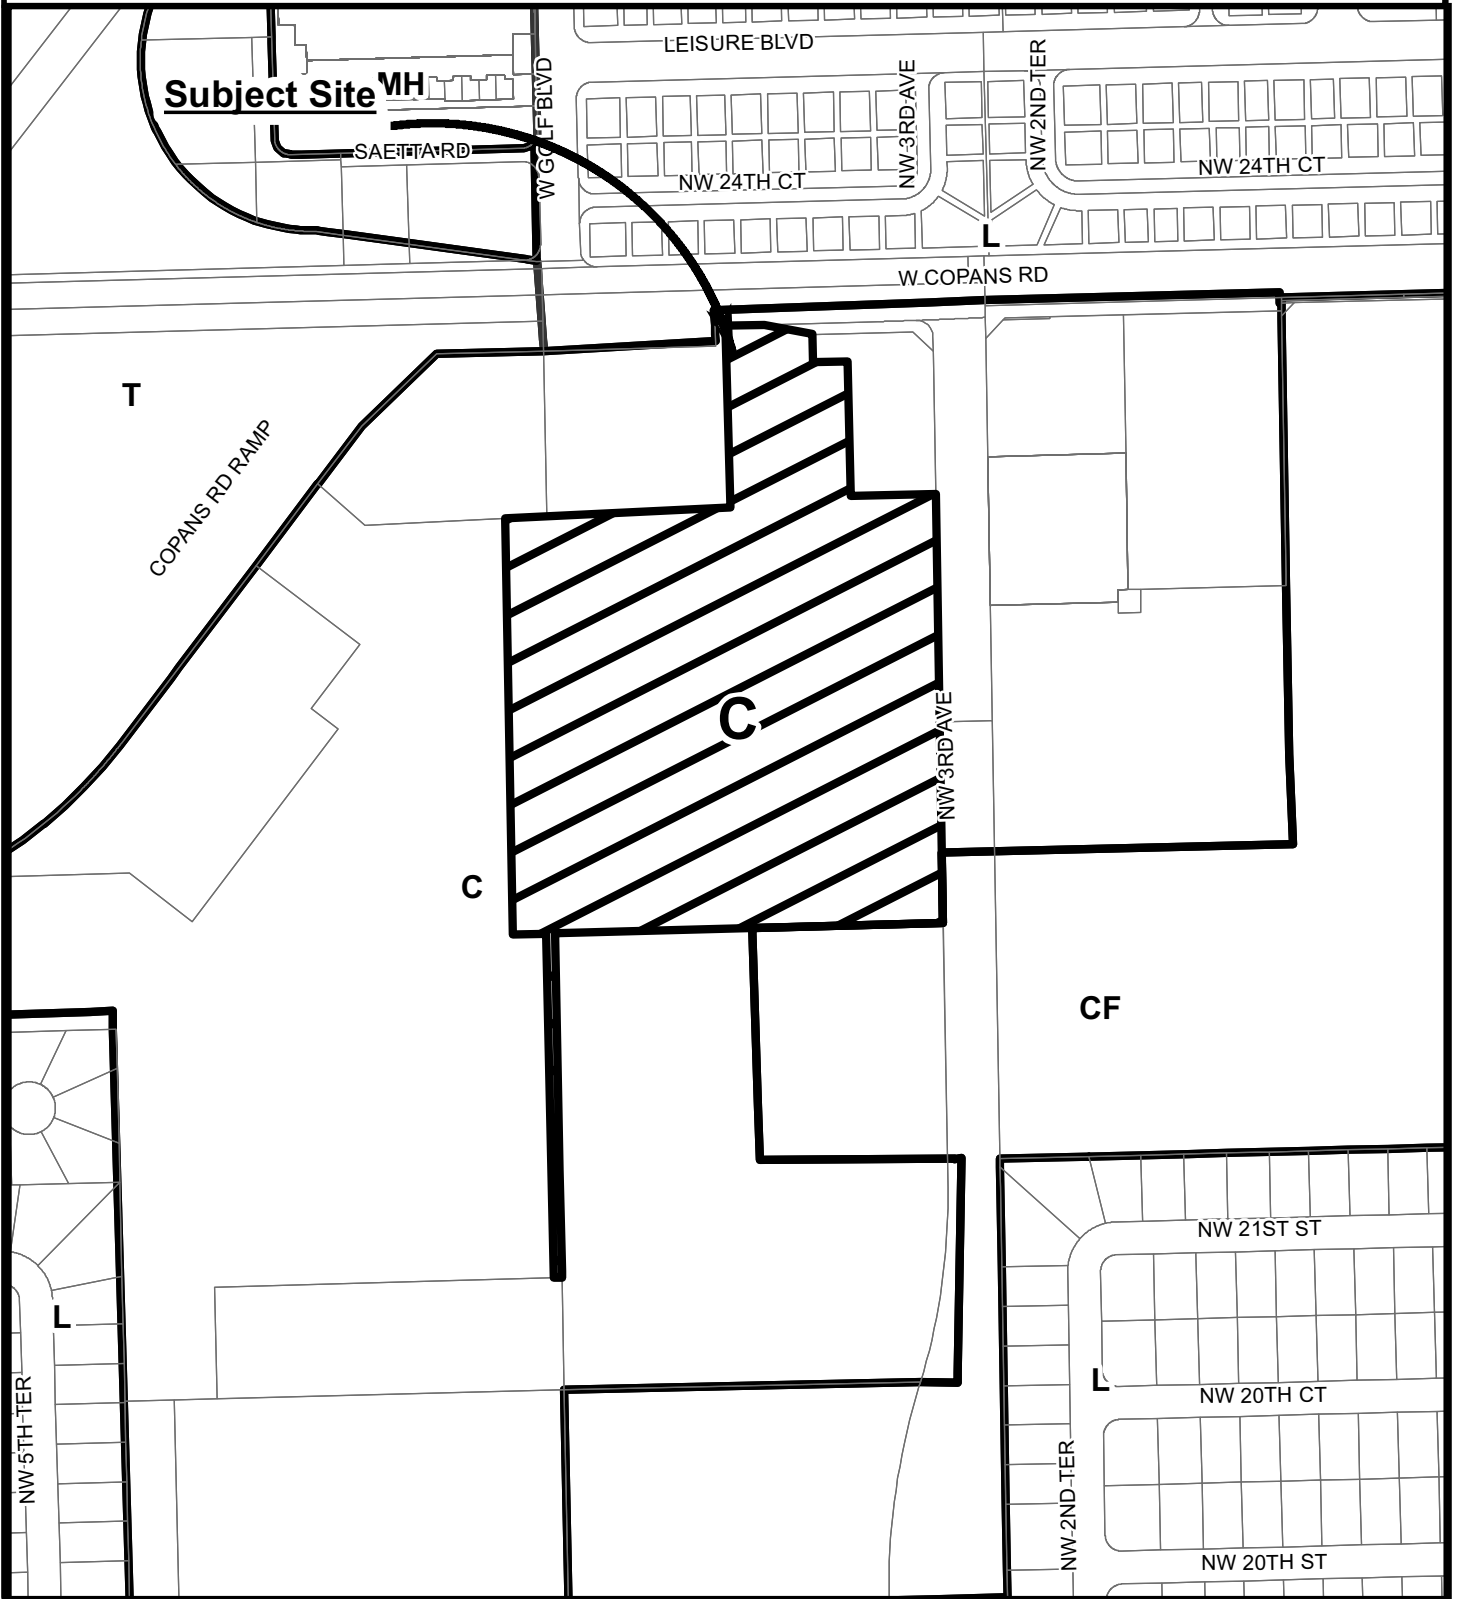 LEISURE BLVD
Subject Site
MH
W GOLF BLVD
SAETTA RD
NW 3RD AVE
NW 2ND TER
NW 24TH CT
NW 24TH CT
L
W COPANS RD
T
COPANS RD RAMP
C
NW 3RD AVE
C
CF
NW 21ST ST
L
L
NW 20TH CT
NW 5TH TER
NW 2ND TER
NW 20TH ST